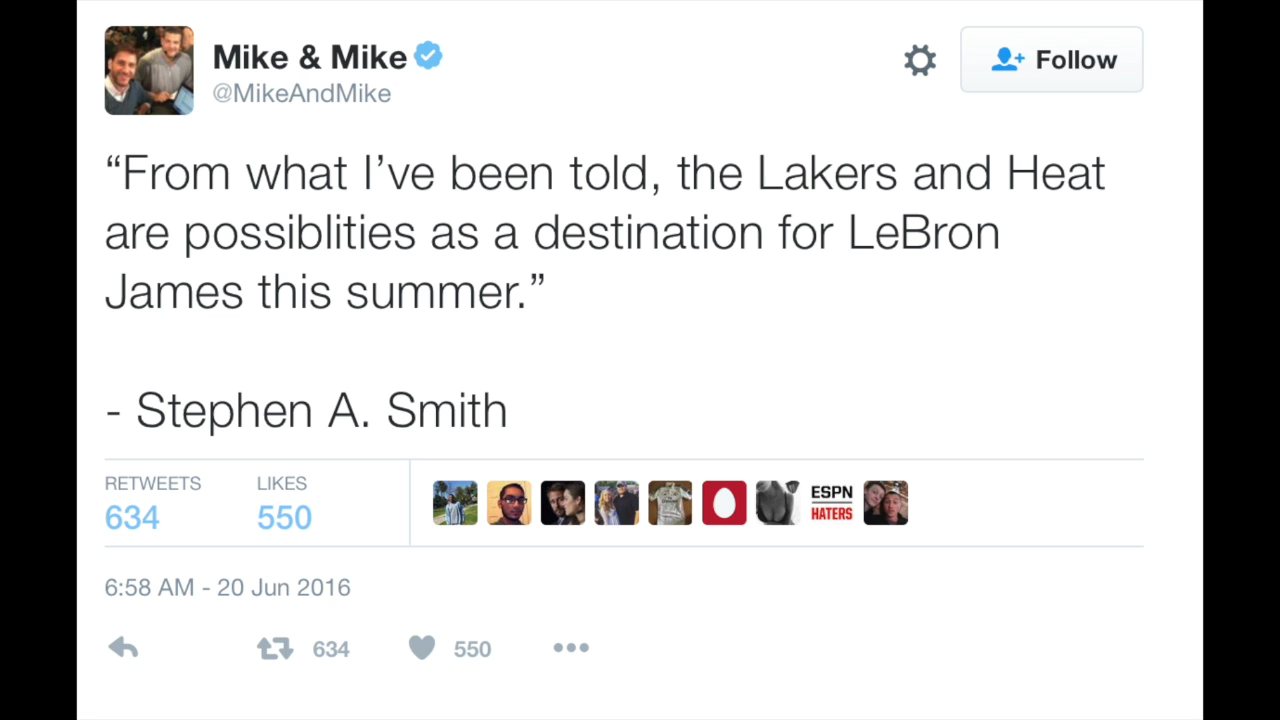 Mike & Mike
@MikeAndMike
Follow
“From what I’ve been told, the Lakers and Heat
are possiblities as a destination for LeBron
James this summer.”
- Stephen A. Smith
RETWEETS LIKES
634 550
ESPN
HATERS
6:58 AM - 20 Jun 2016
634 550